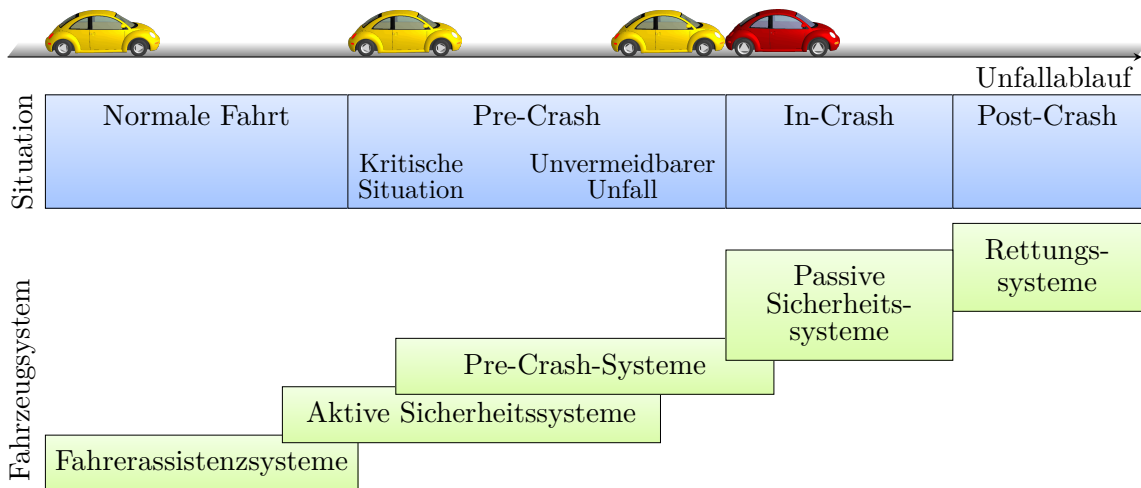 Unfallablauf
Situation
Normale Fahrt
Pre-Crash
In-Crash
Post-Crash
Kritische
Situation
Unvermeidbarer
Unfall
Fahrzeugsystem
Rettungs-
systeme
Passive
Sicherheits-
systeme
Pre-Crash-Systeme
Aktive Sicherheitssysteme
Fahrerassistenzsysteme